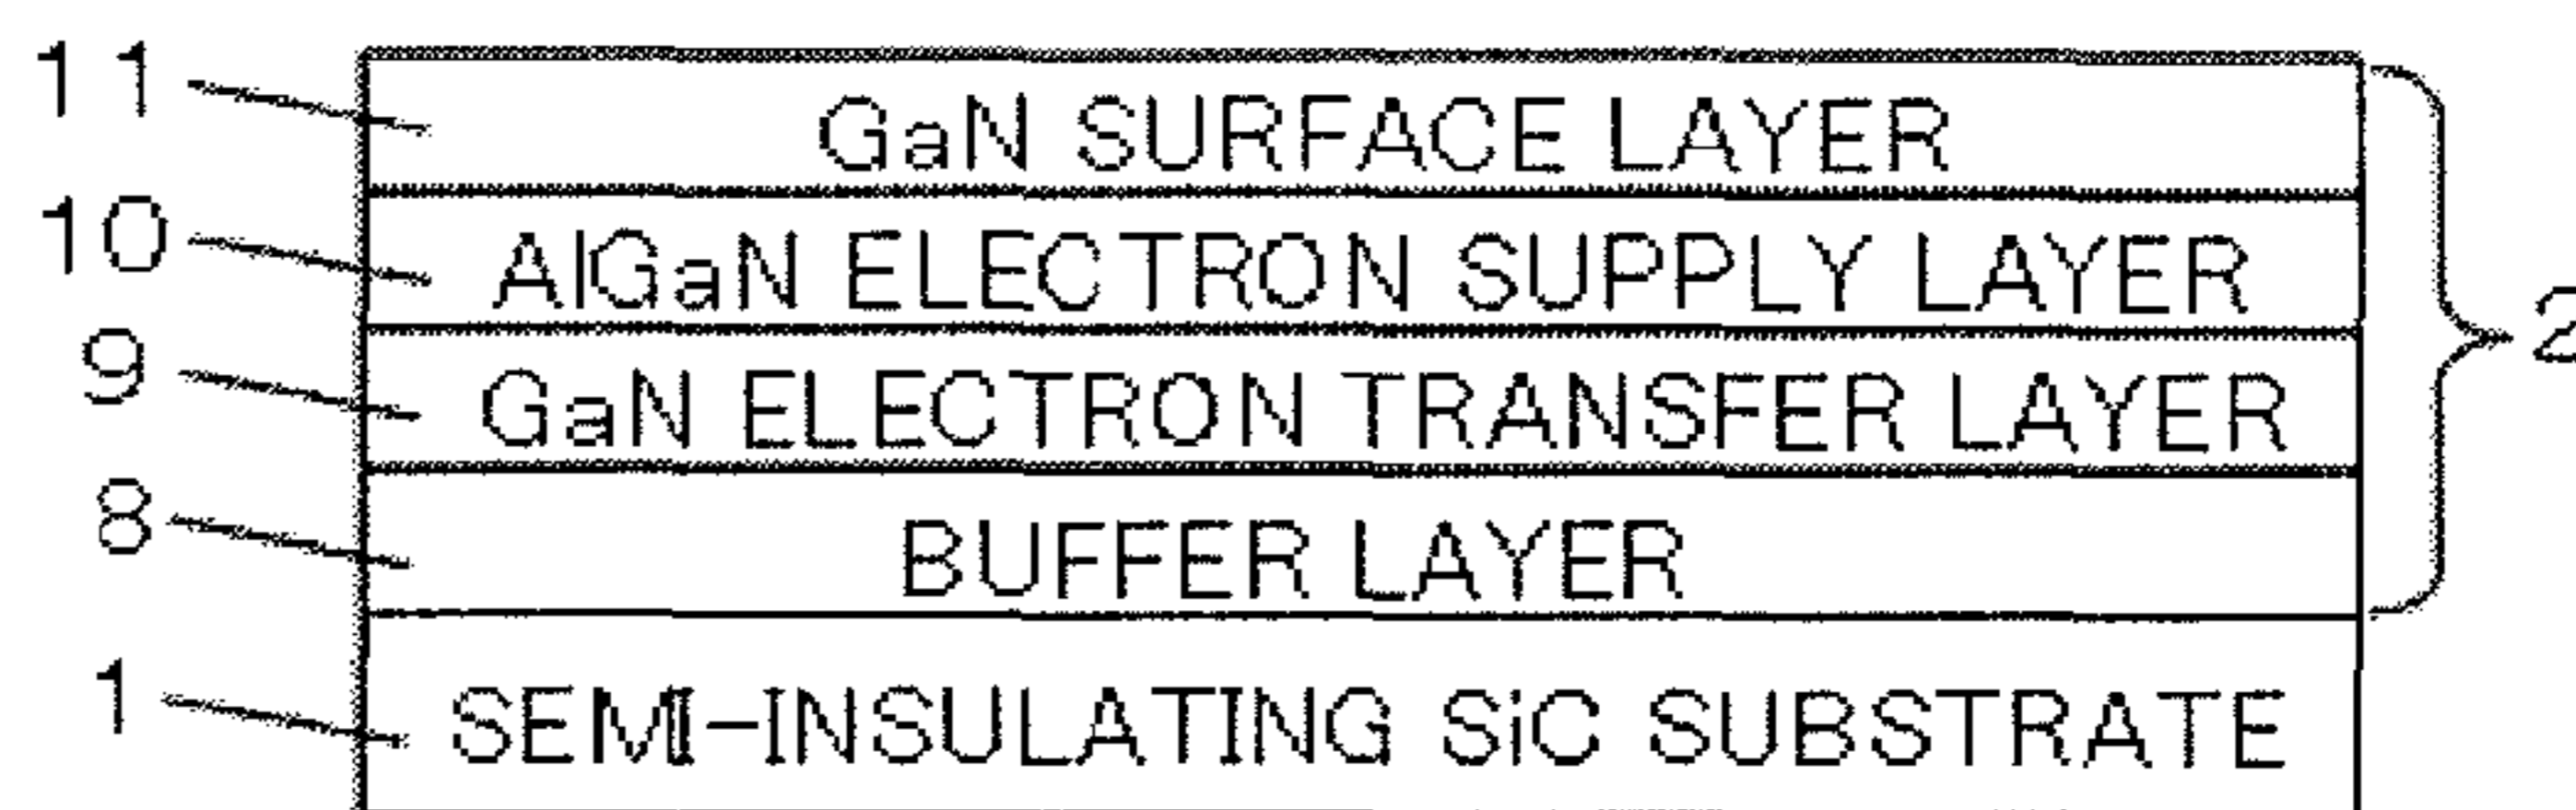 11 GaN SURFACE LAYER
10 AlGaN ELECTRON SUPPLY LAYER
9 GaN ELECTRON TRANSFER LAYER
2
8 BUFFER LAYER
1 SEMI-INSULATING SiC SUBSTRATE